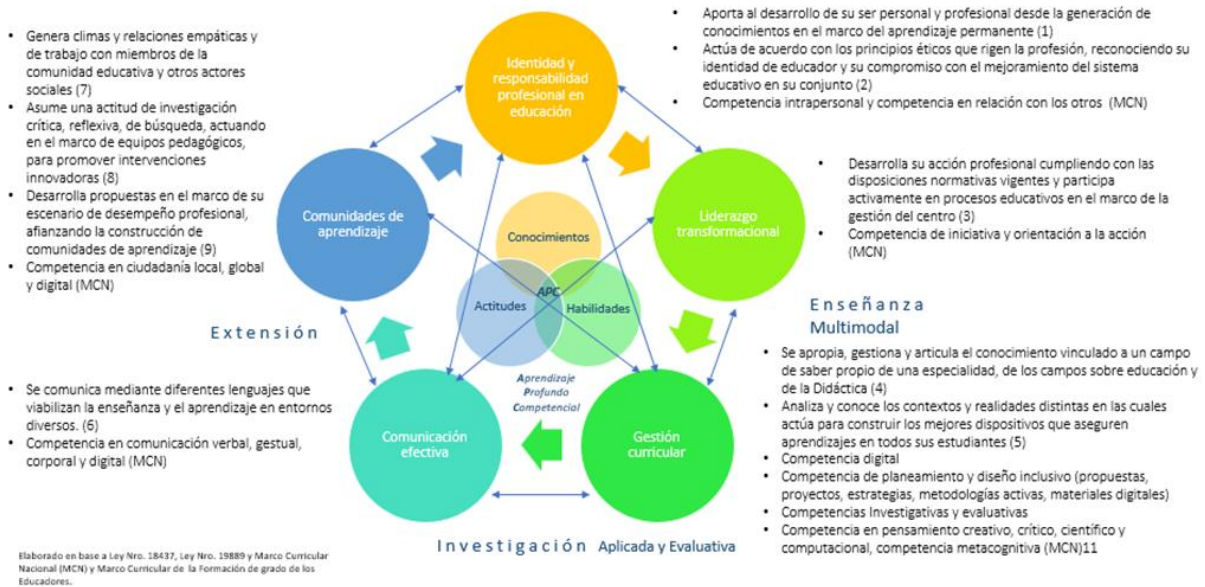 • Genera climas y relaciones empáticas y
de trabajo con miembros de la
comunidad educativa y otros actores
sociales (7)
• Asume una actitud de investigación
crítica, reflexiva, de búsqueda, actuando
en el marco de equipos pedagógicos,
para promover intervenciones
innovadoras (8)
• Desarrolla propuestas en el marco de su
escenario de desempeño profesional,
afianzando la construcción de
comunidades de aprendizaje (9)
• Competencia en ciudadanía local, global
y digital (MCN)
Extensión
• Se comunica mediante diferentes lenguajes que
viabilizan la enseñanza y el aprendizaje en entornos
diversos. (6)
• Competencia en comunicación verbal, gestual,
corporal y digital (MCN)
Elaborado en base a Ley Nro. 18437, Ley Nro. 19889 y Marco Curricular
Nacional (MCN) y Marco Curricular de la Formación de grado de los
Educadores.
Identidad y
responsabilidad
profesional en
educación
Comunidades de
aprendizaje
Liderazgo
transformacional
Conocimientos
APC
Actitudes
Habilidades
Aprendizaje
Profundo
Competencial
Comunicación
efectiva
Gestión
curricular
Investigación Aplicada y Evaluativa
• Aporta al desarrollo de su ser personal y profesional desde la generación de
conocimientos en el marco del aprendizaje permanente (1)
• Actúa de acuerdo con los principios éticos que rigen la profesión, reconociendo su
identidad de educador y su compromiso con el mejoramiento del sistema
educativo en su conjunto (2)
• Competencia intrapersonal y competencia en relación con los otros (MCN)
• Desarrolla su acción profesional cumpliendo con las
disposiciones normativas vigentes y participa
activamente en procesos educativos en el marco de la
gestión del centro (3)
• Competencia de iniciativa y orientación a la acción
(MCN)
Enseñanza
Multimodal
• Se apropia, gestiona y articula el conocimiento vinculado a un campo
de saber propio de una especialidad, de los campos sobre educación y
de la Didáctica (4)
• Analiza y conoce los contextos y realidades distintas en las cuales
actúa para construir los mejores dispositivos que aseguren
aprendizajes en todos sus estudiantes (5)
• Competencia digital
• Competencia de planeamiento y diseño inclusivo (propuestas,
proyectos, estrategias, metodologías activas, materiales digitales)
• Competencias Investigativas y evaluativas
• Competencia en pensamiento creativo, crítico, científico y
computacional, competencia metacognitiva (MCN)11